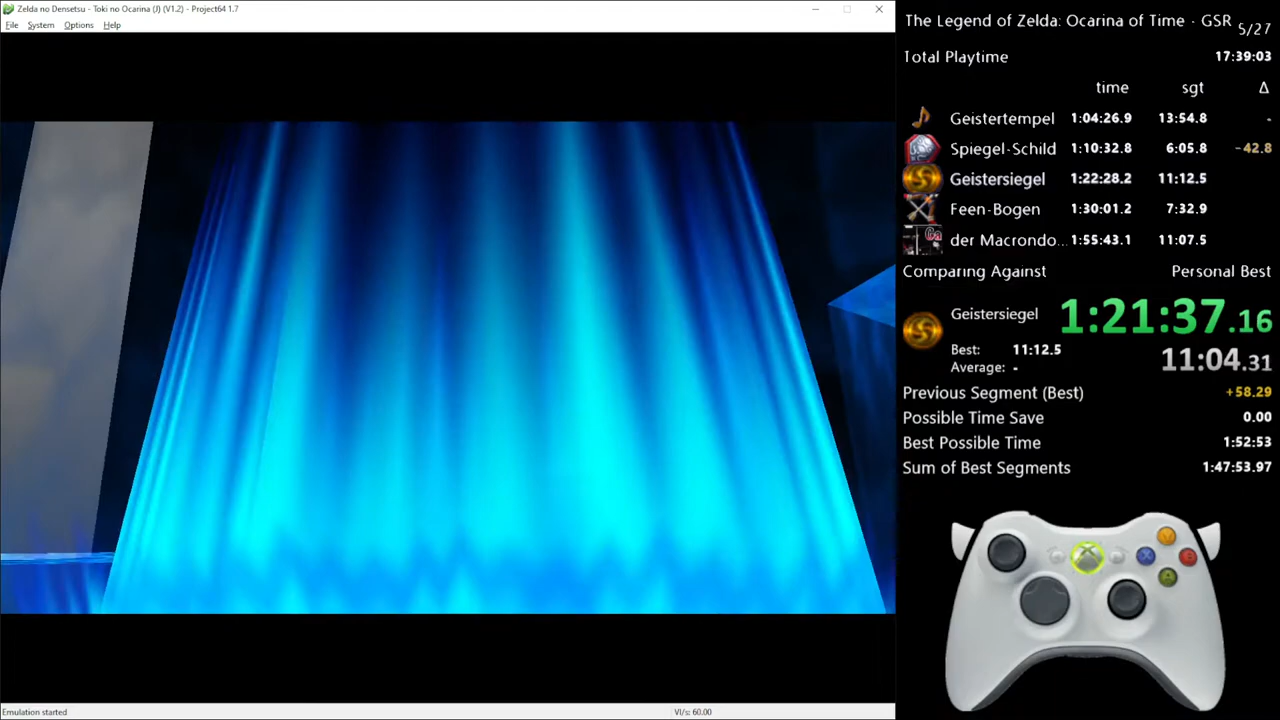 Zelda no Densetsu - Toki no Ocarina (J) (V1.2) - Project64 1.7
File System Options Help
The Legend of Zelda: Ocarina of Time · GSR 5/27
Total Playtime 17:39:03
time sgt Δ
Geistertempel 1:04:26.9 13:54.8 -
Spiegel-Schild 1:10:32.8 6:05.8 -42.8
Geistersiegel 1:22:28.2 11:12.5
Feen-Bogen 1:30:01.2 7:32.9
der Macrondo... 1:55:43.1 11:07.5
Comparing Against Personal Best
Geistersiegel 1:21:37.16
Best: 11:12.5 11:04.31
Average: -
Previous Segment (Best) +58.29
Possible Time Save 0.00
Best Possible Time 1:52:53
Sum of Best Segments 1:47:53.97
Y
X B
A
Emulation started VI/s: 60.00